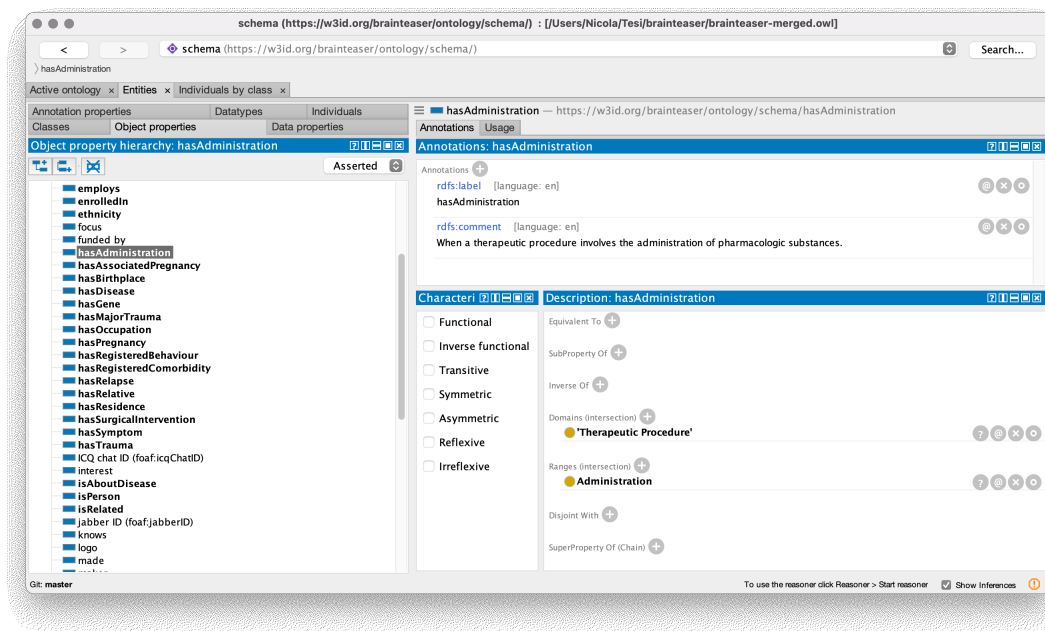 schema (https://w3id.org/brainteaser/ontology/schema/) : [/Users/Nicola/Tesi/brainteaser/brainteaser-merged.owl]
< > schema (https://w3id.org/brainteaser/ontology/schema/) Search...
hasAdministration
Active ontology × Entities × Individuals by class ×
Annotation properties Datatypes Individuals
Classes Object properties Data properties
Object property hierarchy: hasAdministration
Asserted
employs
enrolledIn
ethnicity
focus
funded by
hasAdministration
hasAssociatedPregnancy
hasBirthplace
hasDisease
hasGene
hasMajorTrauma
hasOccupation
hasPregnancy
hasRegisteredBehaviour
hasRegisteredComorbidity
hasRelapse
hasRelative
hasResidence
hasSurgicalIntervention
hasSymptom
hasTrauma
ICQ chat ID (foaf:icqChatID)
interest
isAboutDisease
isPerson
isRelated
jabber ID (foaf:jabberID)
knows
logo
made
hasAdministration — https://w3id.org/brainteaser/ontology/schema/hasAdministration
Annotations Usage
Annotations: hasAdministration
Annotations
rdfs:label [language: en]
hasAdministration
rdfs:comment [language: en]
When a therapeutic procedure involves the administration of pharmacologic substances.
Characteri
Functional
Inverse functional
Transitive
Symmetric
Asymmetric
Reflexive
Irreflexive
Description: hasAdministration
Equivalent To
SubProperty Of
Inverse Of
Domains (intersection)
'Therapeutic Procedure'
Ranges (intersection)
Administration
Disjoint With
SuperProperty Of (Chain)
Git: master
To use the reasoner click Reasoner > Start reasoner Show Inferences